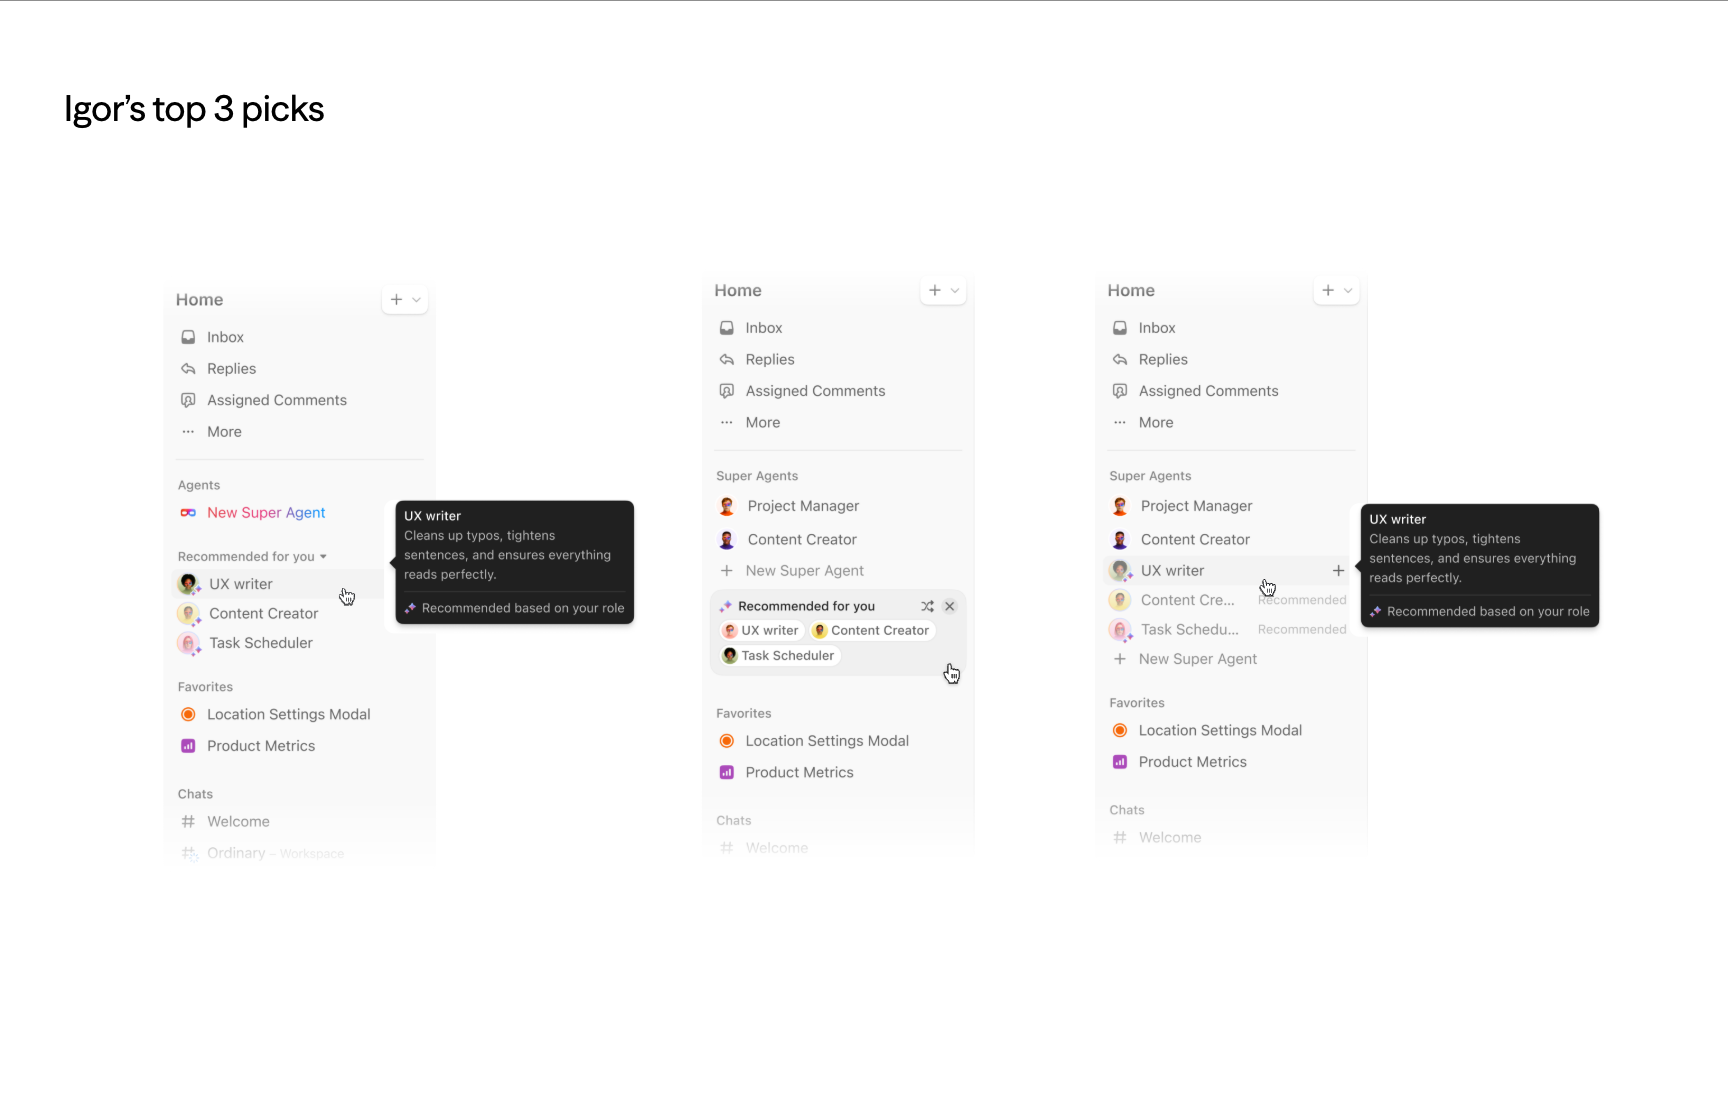 Igor's top 3 picks
Home
Inbox
Replies
Assigned Comments
More
Agents
New Super Agent
Recommended for you
UX writer
Content Creator
Task Scheduler
Favorites
Location Settings Modal
Product Metrics
Chats
Welcome
Ordinary – Workspace
UX writer
Cleans up typos, tightens
sentences, and ensures everything
reads perfectly.
Recommended based on your role
Home
Inbox
Replies
Assigned Comments
More
Super Agents
Project Manager
Content Creator
New Super Agent
Recommended for you
UX writer Content Creator
Task Scheduler
Favorites
Location Settings Modal
Product Metrics
Chats
Welcome
Home
Inbox
Replies
Assigned Comments
More
Super Agents
Project Manager
Content Creator
UX writer
Content Cre... Recommended
Task Schedu... Recommended
New Super Agent
Favorites
Location Settings Modal
Product Metrics
Chats
Welcome
UX writer
Cleans up typos, tightens
sentences, and ensures everything
reads perfectly.
Recommended based on your role